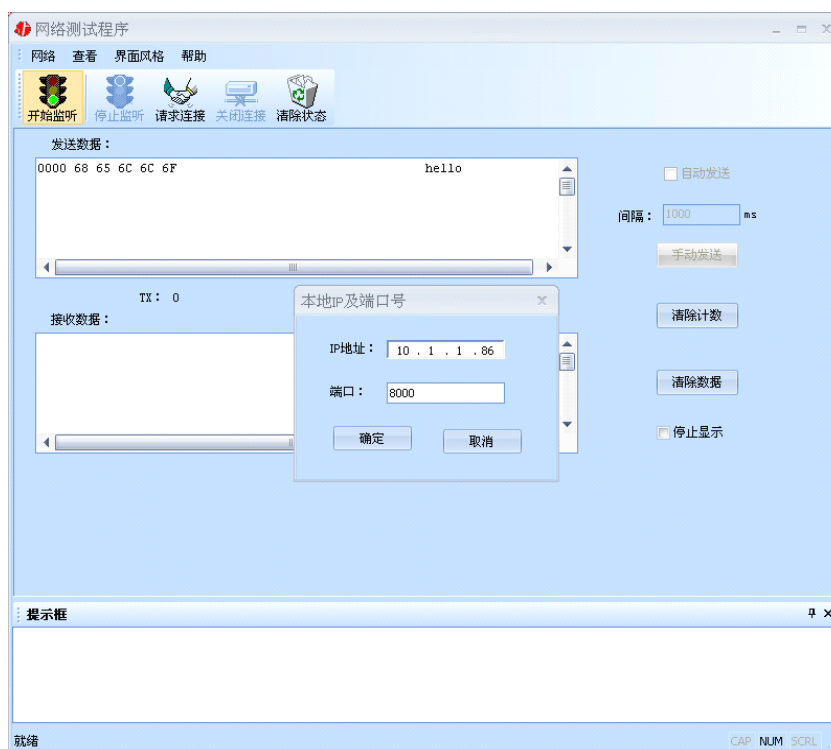 网络测试程序
网络 查看 界面风格 帮助
开始监听 停止监听 请求连接 关闭连接 清除状态
发送数据：
0000 68 65 6C 6C 6F hello
自动发送
间隔： 1000 ms
手动发送
TX： 0
接收数据：
本地IP及端口号
IP地址： 10 . 1 . 1 .86
端口： 8000
确定 取消
清除计数
清除数据
停止显示
提示框
就绪
CAP NUM SCRL